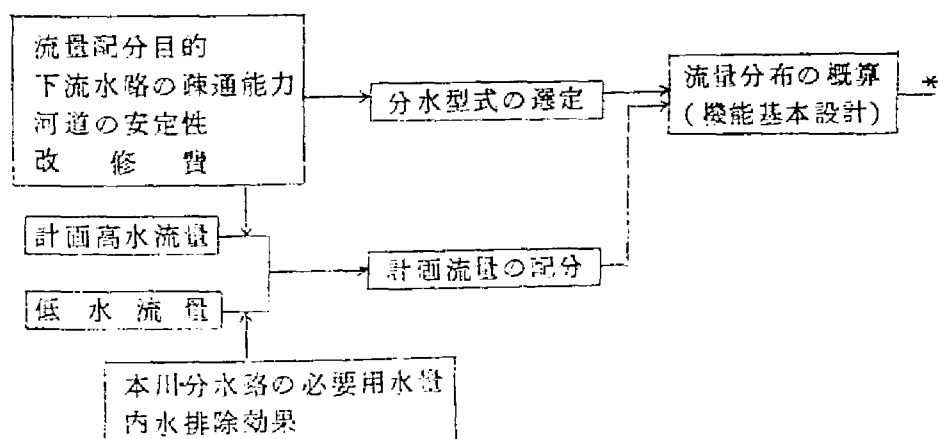 流量配分目的
下流水路の疎通能力
河道の安定性
改修費
分水型式の選定
流量分布の概算
(機能基本設計)
*
計画高水流量
計画流量の配分
低水流量
本川分水路の必要用水量
内水排除効果